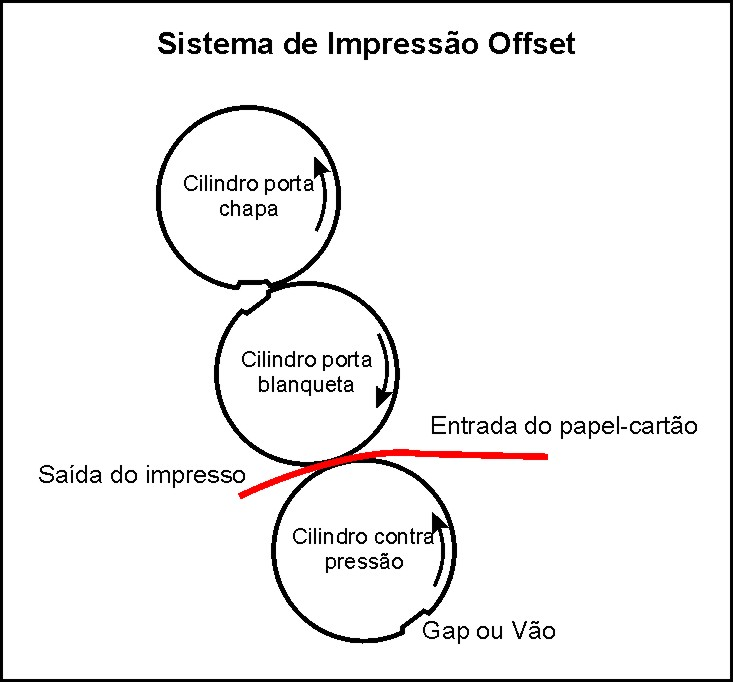 Sistema de Impressão Offset
Cilindro porta
chapa
Cilindro porta
blanqueta
Entrada do papel-cartão
Saída do impresso
Cilindro contra
pressão
Gap ou Vão